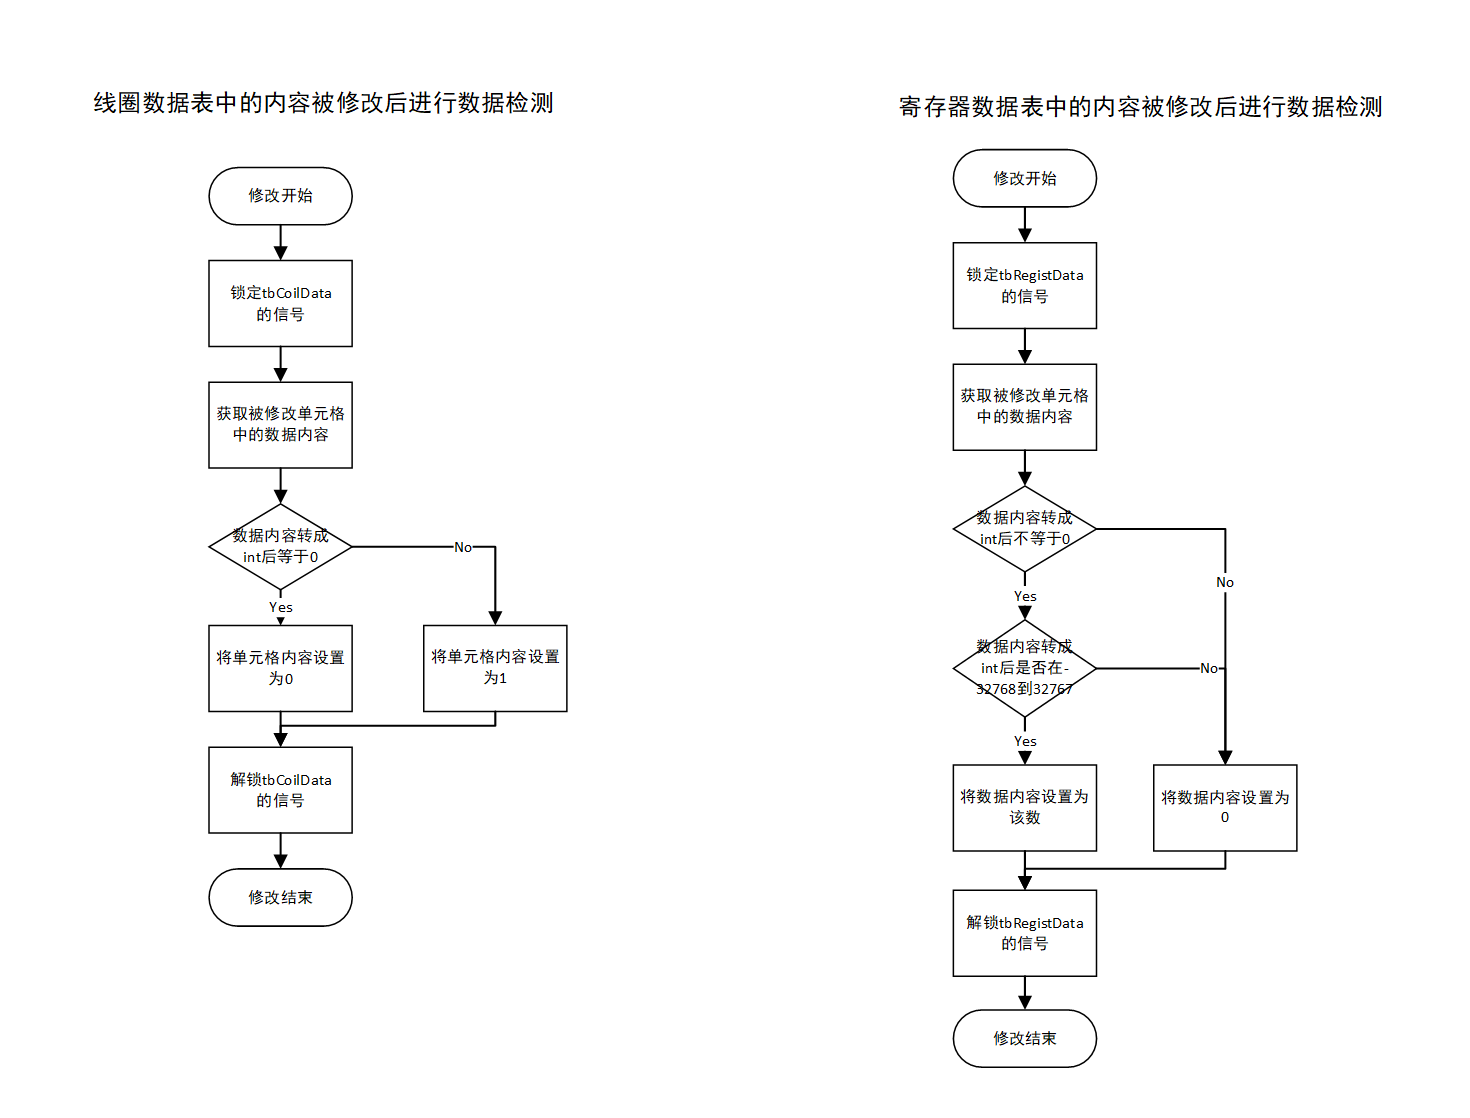 线圈数据表中的内容被修改后进行数据检测
修改开始
锁定tbCoilData
的信号
获取被修改单元格
中的数据内容
数据内容转成
int后等于0
No
Yes
将单元格内容设置
为0
将单元格内容设置
为1
解锁tbCoilData
的信号
修改结束
寄存器数据表中的内容被修改后进行数据检测
修改开始
锁定tbRegistData
的信号
获取被修改单元格
中的数据内容
数据内容转成
int后不等于0
No
Yes
数据内容转成
int后是否在-
32768到32767
No
Yes
将数据内容设置为
该数
将数据内容设置为
0
解锁tbRegistData
的信号
修改结束